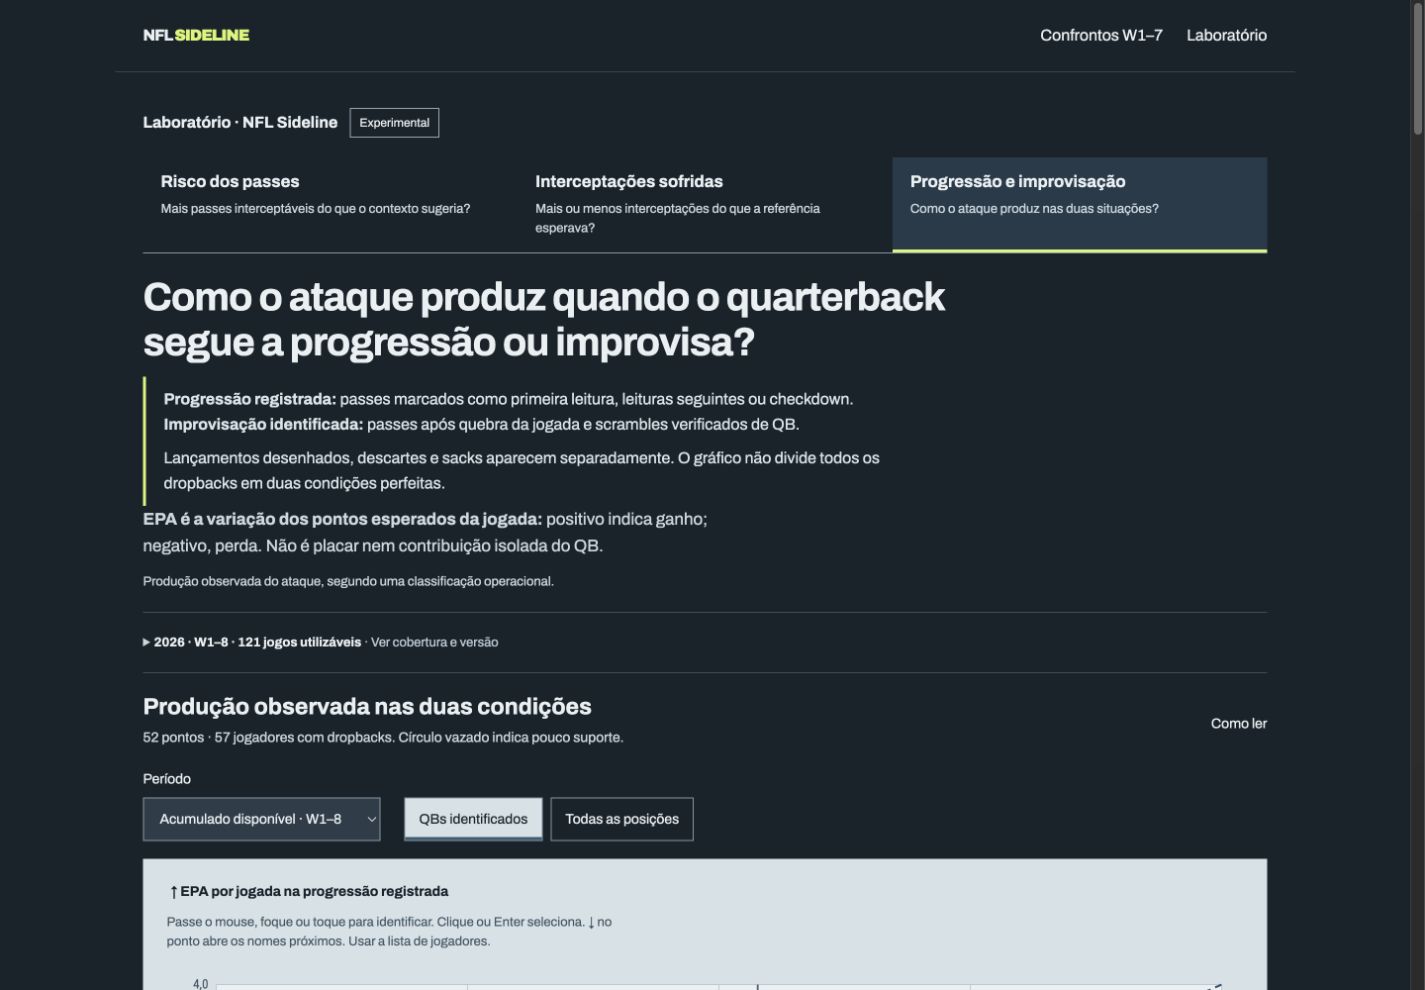 NFL SIDELINE
Confrontos W1–7 Laboratório
Laboratório · NFL Sideline Experimental
Risco dos passes
Mais passes interceptáveis do que o contexto sugeria?
Interceptações sofridas
Mais ou menos interceptações do que a referência
esperava?
Progressão e improvisação
Como o ataque produz nas duas situações?
Como o ataque produz quando o quarterback
segue a progressão ou improvisa?
Progressão registrada: passes marcados como primeira leitura, leituras seguintes ou checkdown.
Improvisação identificada: passes após quebra da jogada e scrambles verificados de QB.
Lançamentos desenhados, descartes e sacks aparecem separadamente. O gráfico não divide todos os
dropbacks em duas condições perfeitas.
EPA é a variação dos pontos esperados da jogada: positivo indica ganho;
negativo, perda. Não é placar nem contribuição isolada do QB.
Produção observada do ataque, segundo uma classificação operacional.
▶ 2026 · W1–8 · 121 jogos utilizáveis · Ver cobertura e versão
Produção observada nas duas condições
52 pontos · 57 jogadores com dropbacks. Círculo vazado indica pouco suporte.
Como ler
Período
Acumulado disponível · W1–8
QBs identificados
Todas as posições
↑ EPA por jogada na progressão registrada
Passe o mouse, foque ou toque para identificar. Clique ou Enter seleciona. ↓ no
ponto abre os nomes próximos. Usar a lista de jogadores.
4,0